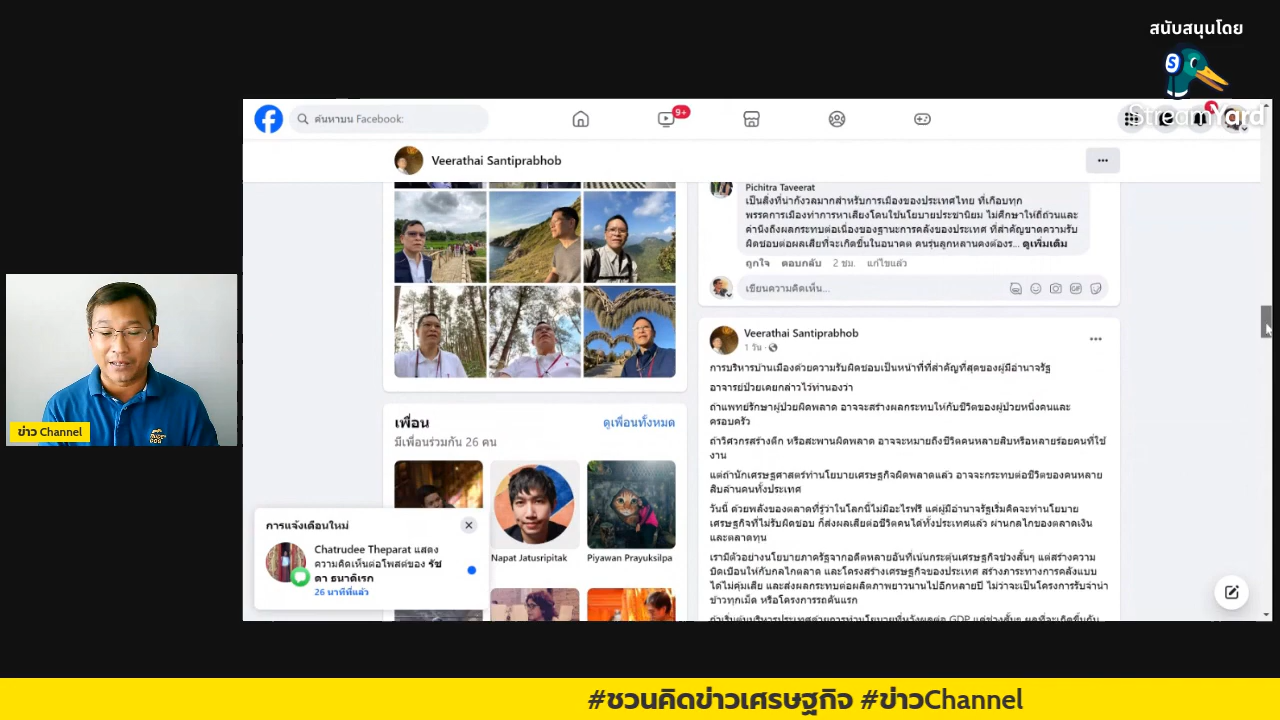 สนับสนุนโดย
StreamYard
ค้นหาบน Facebook
9+
Veerathai Santiprabhob
Pichitra Taveerat
เป็นสิ่งที่น่ากังวลมากสำหรับการเมืองของประเทศไทย ที่เกือบทุก
พรรคการเมืองทำการหาเสียงโดนใช้นโยบายประชานิยม ไม่ศึกษาให้ถี่ถ้วนและ
คำนึงถึงผลกระทบต่อเนื่องของฐานะการคลังของประเทศ ที่สำคัญขาดความรับ
ผิดชอบต่อผลเสียที่จะเกิดขึ้นในอนาคต คนรุ่นลูกหลานคงต้องร... ดูเพิ่มเติม
ถูกใจ ตอบกลับ 2 ชม. แก้ไขแล้ว
เขียนความคิดเห็น...
Veerathai Santiprabhob
1 วัน ·
การบริหารบ้านเมืองด้วยความรับผิดชอบเป็นหน้าที่ที่สำคัญที่สุดของผู้มีอำนาจรัฐ
อาจารย์ป๋วยเคยกล่าวไว้ทำนองว่า
ถ้าแพทย์รักษาผู้ป่วยผิดพลาด อาจจะสร้างผลกระทบให้กับชีวิตของผู้ป่วยหนึ่งคนและ
ครอบครัว
ถ้าวิศวกรสร้างตึก หรือสะพานผิดพลาด อาจจะหมายถึงชีวิตคนหลายสิบหรือหลายร้อยคนที่ใช้
งาน
แต่ถ้านักเศรษฐศาสตร์ทำนโยบายเศรษฐกิจผิดพลาดแล้ว อาจจะกระทบต่อชีวิตของคนหลาย
สิบล้านคนทั้งประเทศ
วันนี้ ด้วยพลังของตลาดที่รู้ว่าในโลกนี้ไม่มีอะไรฟรี แค่ผู้มีอำนาจรัฐเริ่มคิดจะทำนโยบาย
เศรษฐกิจที่ไม่รับผิดชอบ ก็ส่งผลเสียต่อชีวิตคนได้ทั้งประเทศแล้ว ผ่านกลไกของตลาดเงิน
และตลาดทุน
เรามีตัวอย่างนโยบายภาครัฐจากอดีตหลายอันที่เน้นกระตุ้นเศรษฐกิจช่วงสั้นๆ แต่สร้างความ
บิดเบือนให้กับกลไกตลาด และโครงสร้างเศรษฐกิจของประเทศ สร้างภาระทางการคลังแบบ
ได้ไม่คุ้มเสีย และส่งผลกระทบต่อผลิตภาพยาวนานไปอีกหลายปี ไม่ว่าจะเป็นโครงการรับจำนำ
ข้าวทุกเม็ด หรือโครงการรถคันแรก
เพื่อน
ดูเพื่อนทั้งหมด
มีเพื่อนร่วมกัน 26 คน
Napat Jatusripitak
Piyawan Prayuksilpa
การแจ้งเตือนใหม่
Chatrudee Theparat แสดง
ความคิดเห็นต่อโพสต์ของ รัช
ดา ธนาดิเรก
26 นาทีที่แล้ว
ข่าว Channel
#ชวนคิดข่าวเศรษฐกิจ #ข่าวChannel